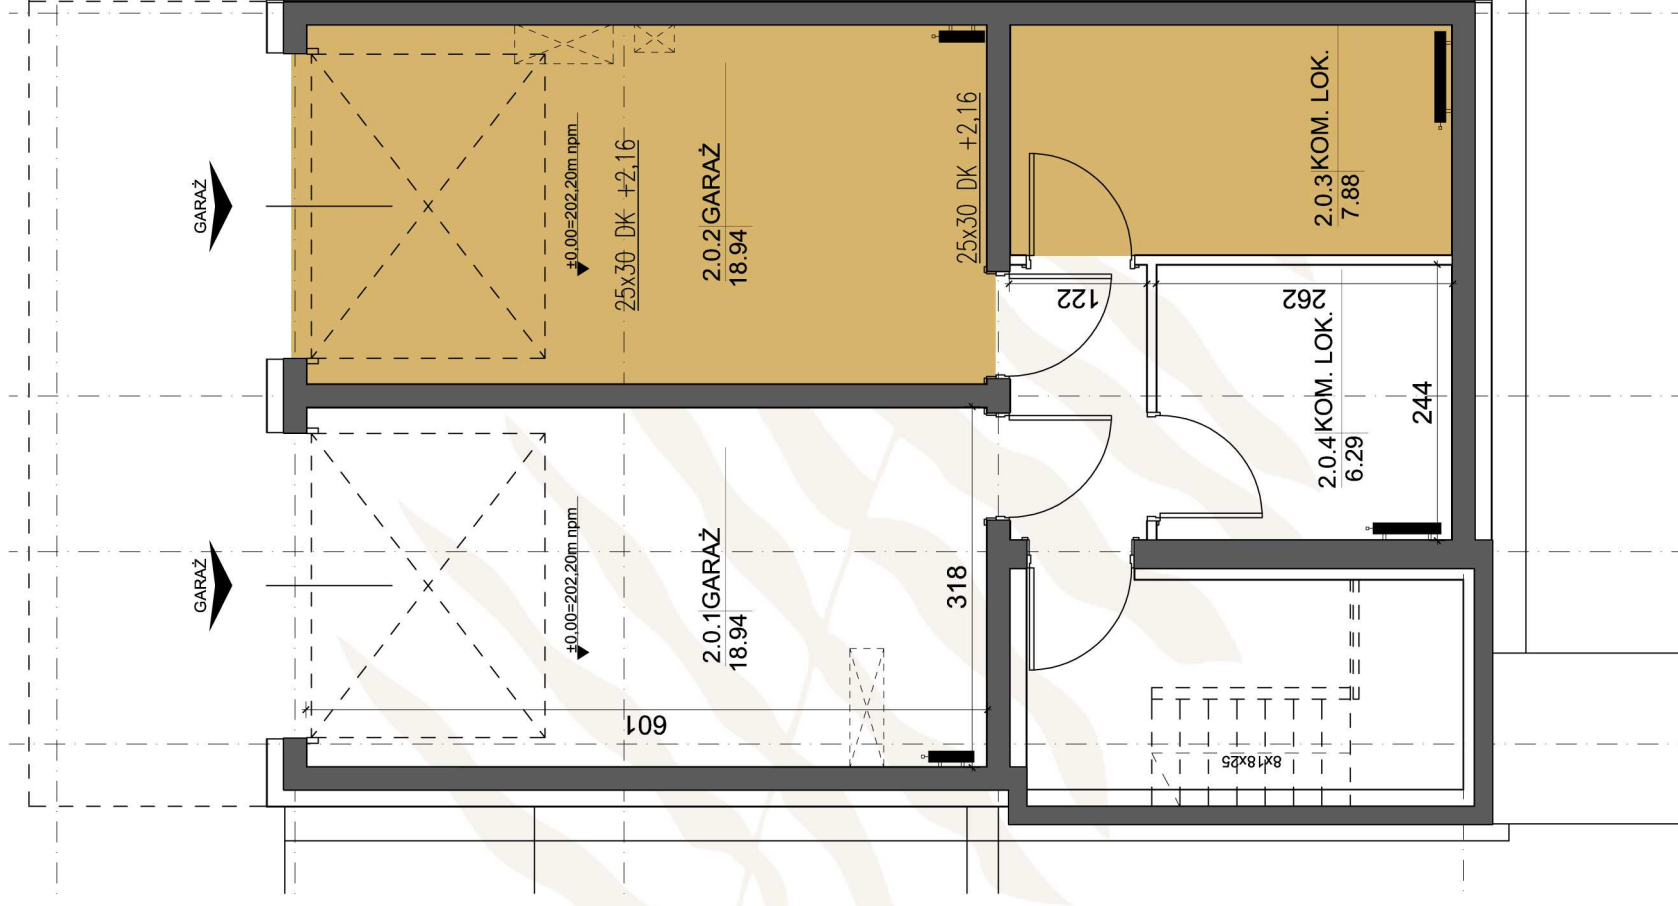 GARAŻ
±0,00=202,20m npm
25x30 DK +2,16
2.0.2 GARAŻ
18.94
25x30 DK +2,16
2.0.3 KOM. LOK.
7.88
122
262
2.0.4 KOM. LOK.
6.29
244
GARAŻ
±0,00=202,20m npm
2.0.1 GARAŻ
18.94
318
601
8x18x25